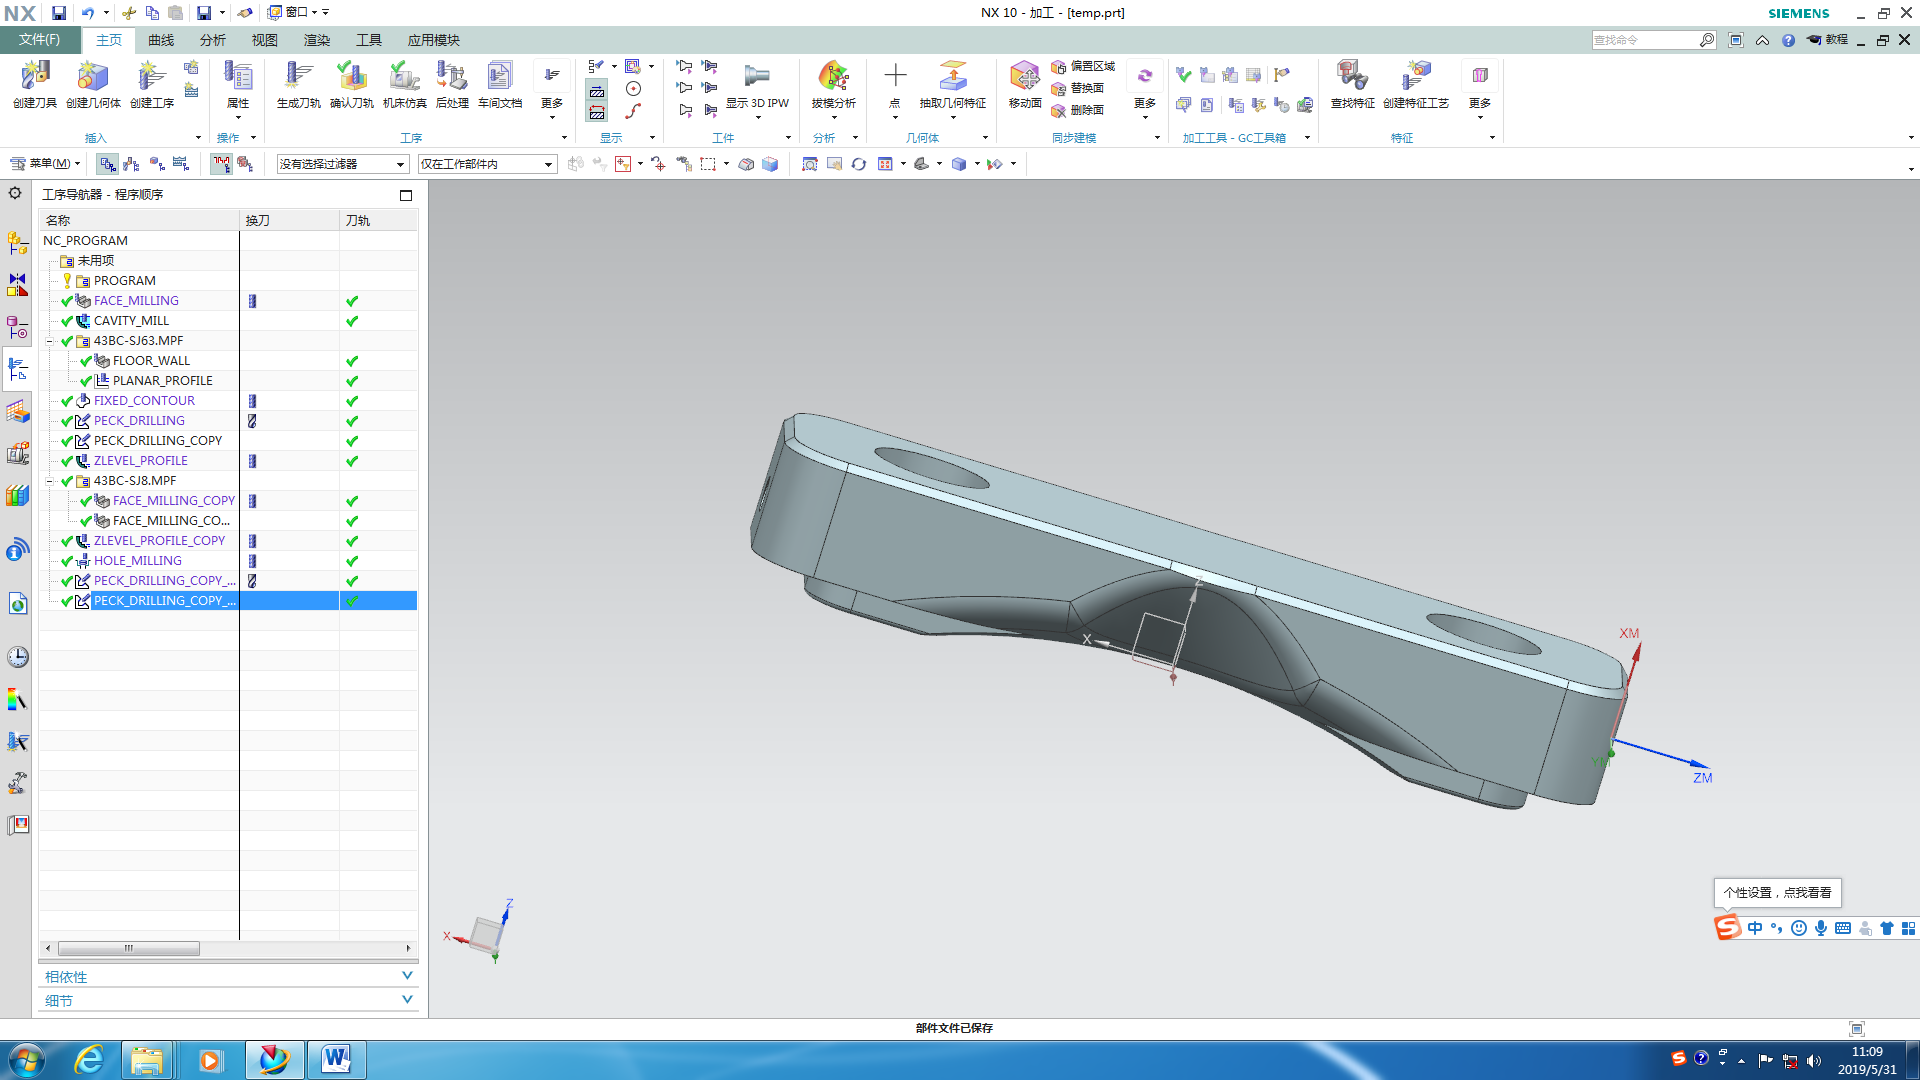 NX 窗口
NX 10 - 加工 - [temp.prt]
SIEMENS
文件(F) 主页 曲线 分析 视图 渲染 工具 应用模块
查找命令 教程
创建刀具 创建几何体 创建工序 属性 生成刀轨 确认刀轨 机床仿真 后处理 车间文档 更多 显示 3D IPW 拔模分析 点 抽取几何特征 移动面 偏置区域 替换面 删除面 更多 查找特征 创建特征工艺 更多
插入 操作 工序 显示 工件 分析 几何体 同步建模 加工工具 - GC工具箱 特征
菜单(M) 没有选择过滤器 仅在工作部件内
工序导航器 - 程序顺序
名称 换刀 刀轨
NC_PROGRAM
未用项
PROGRAM
FACE_MILLING
CAVITY_MILL
43BC-SJ63.MPF
FLOOR_WALL
PLANAR_PROFILE
FIXED_CONTOUR
PECK_DRILLING
PECK_DRILLING_COPY
ZLEVEL_PROFILE
43BC-SJ8.MPF
FACE_MILLING_COPY
FACE_MILLING_CO...
ZLEVEL_PROFILE_COPY
HOLE_MILLING
PECK_DRILLING_COPY_...
PECK_DRILLING_COPY_...
相依性
细节
Z
X
XM
YM
ZM
Z
X
个性设置，点我看看
中
部件文件已保存
11:09
2019/5/31